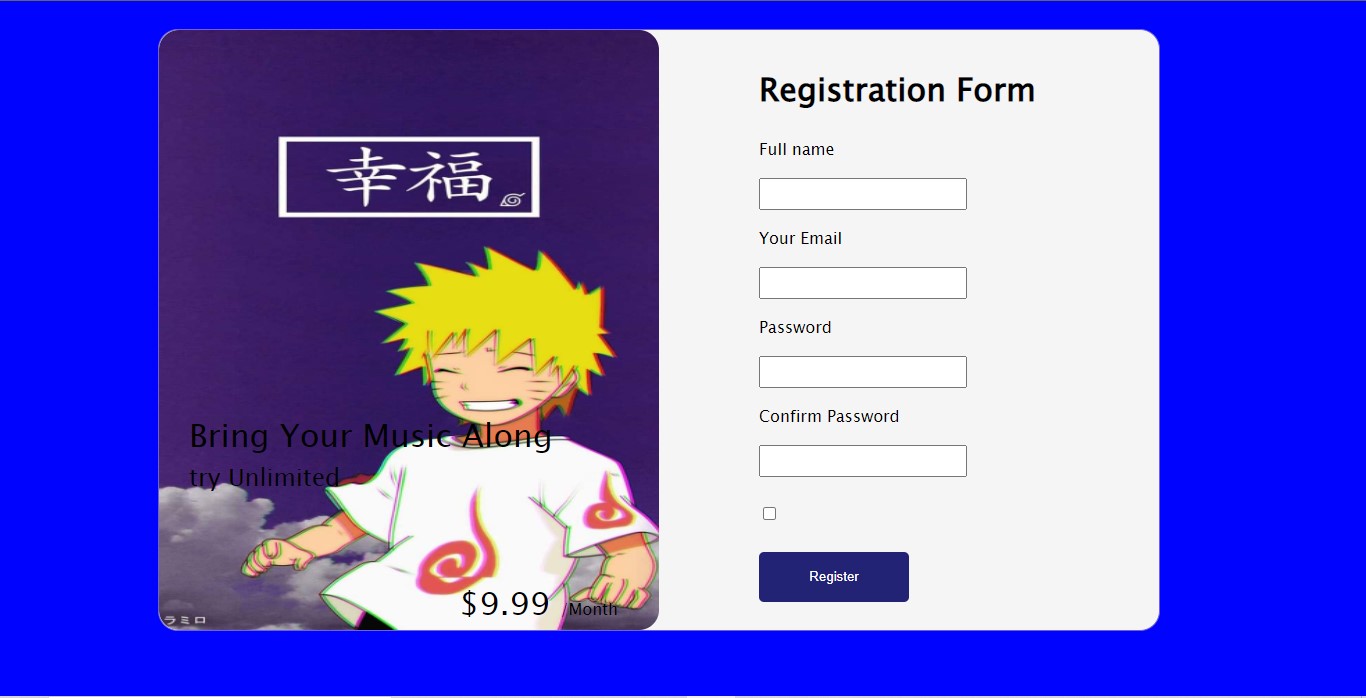 幸福
Bring Your Music Along
try Unlimited
$9.99 Month
ラミロ
Registration Form
Full name
Your Email
Password
Confirm Password
Register